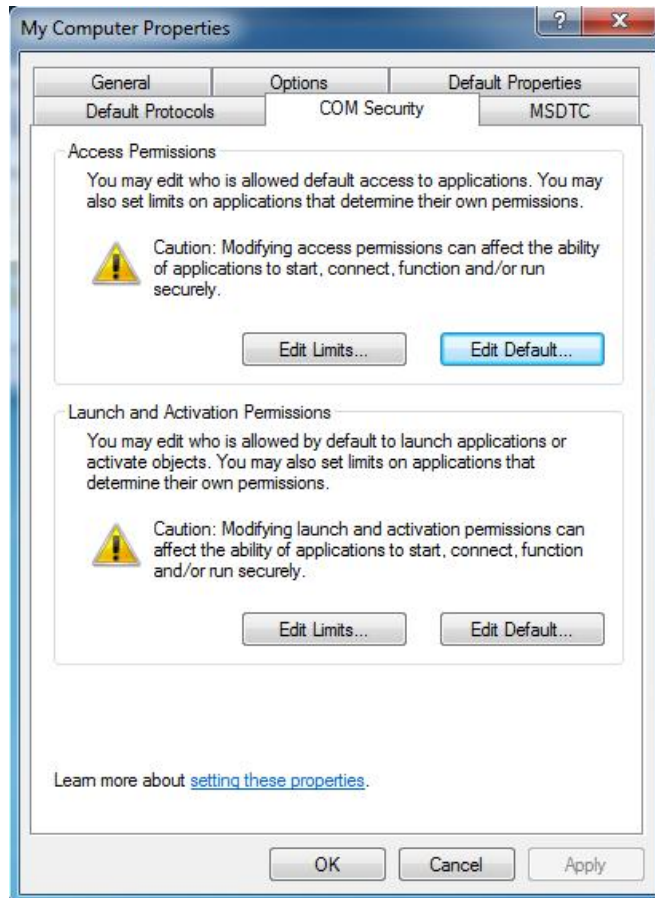 My Computer Properties
?
X
General
Options
Default Properties
Default Protocols
COM Security
MSDTC
Access Permissions
You may edit who is allowed default access to applications. You may
also set limits on applications that determine their own permissions.
Caution: Modifying access permissions can affect the ability
of applications to start, connect, function and/or run
securely.
Edit Limits...
Edit Default...
Launch and Activation Permissions
You may edit who is allowed by default to launch applications or
activate objects. You may also set limits on applications that
determine their own permissions.
Caution: Modifying launch and activation permissions can
affect the ability of applications to start, connect, function
and/or run securely.
Edit Limits...
Edit Default...
Learn more about setting these properties.
OK
Cancel
Apply